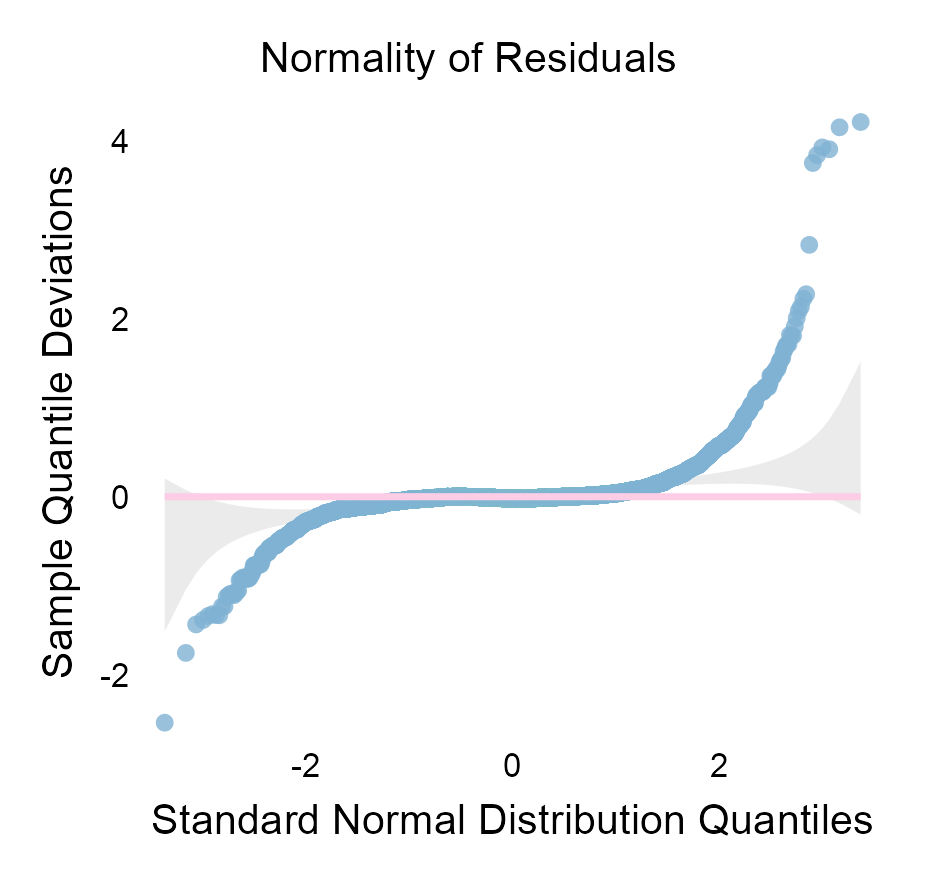 Normality of Residuals
4
2
0
-2
Sample Quantile Deviations
-2 0 2
Standard Normal Distribution Quantiles